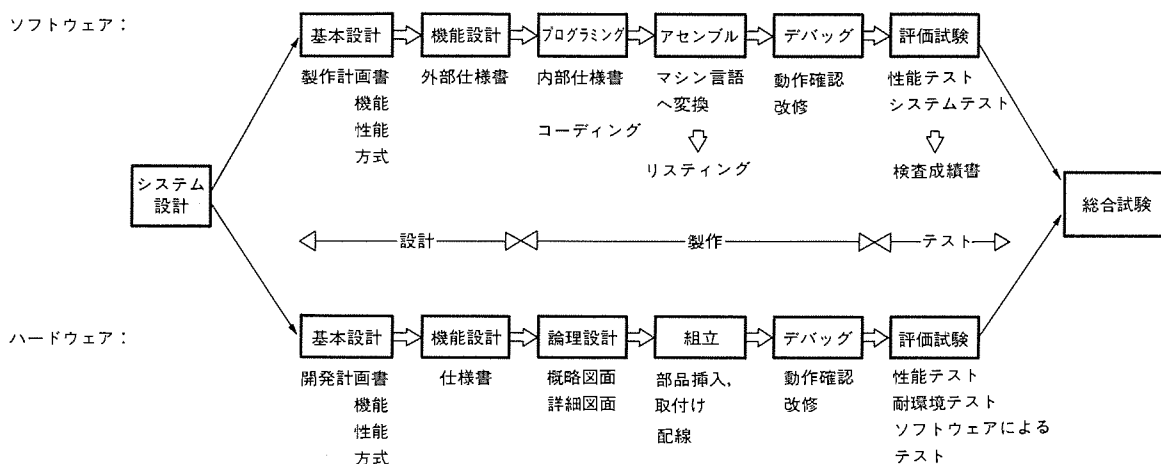 ソフトウェア：
基本設計
機能設計
プログラミング
アセンブル
デバッグ
評価試験
製作計画書
機能
性能
方式
外部仕様書
内部仕様書
コーディング
マシン言語
へ変換
リスティング
動作確認
改修
性能テスト
システムテスト
検査成績書
システム
設計
総合試験
設計
製作
テスト
ハードウェア：
基本設計
機能設計
論理設計
組立
デバッグ
評価試験
開発計画書
機能
性能
方式
仕様書
概略図面
詳細図面
部品挿入，
取付け
配線
動作確認
改修
性能テスト
耐環境テスト
ソフトウェアによる
テスト